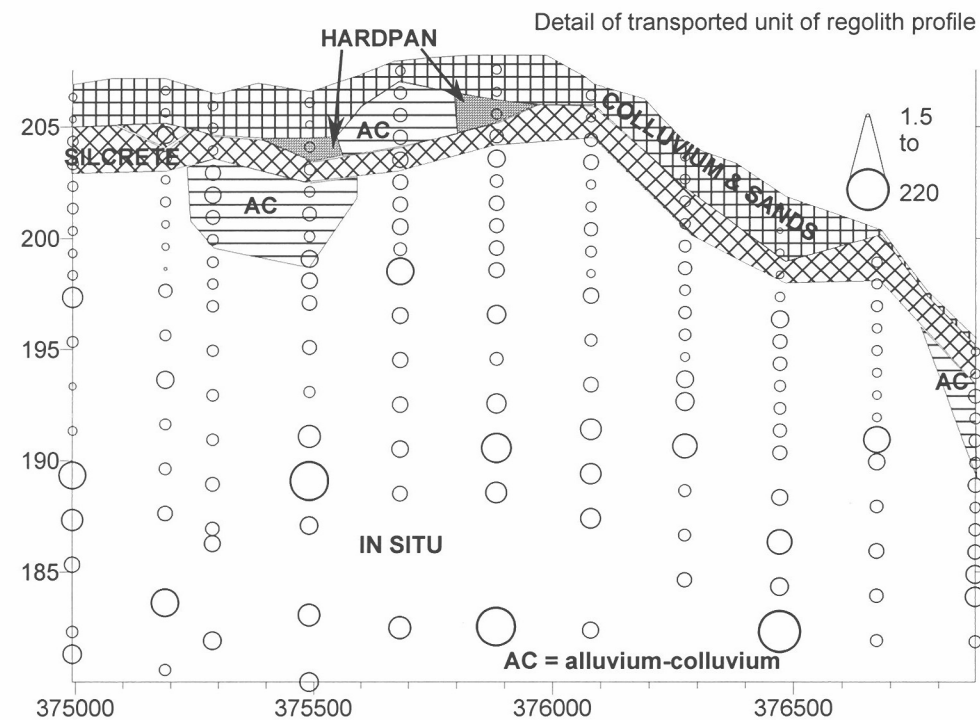 Detail of transported unit of regolith profile
HARDPAN
1.5
to
220
COLLUVIUM & SANDS
205
AC
SILCRETE
AC
200
195
AC
190
IN SITU
185
AC = alluvium-colluvium
375000
375500
376000
376500